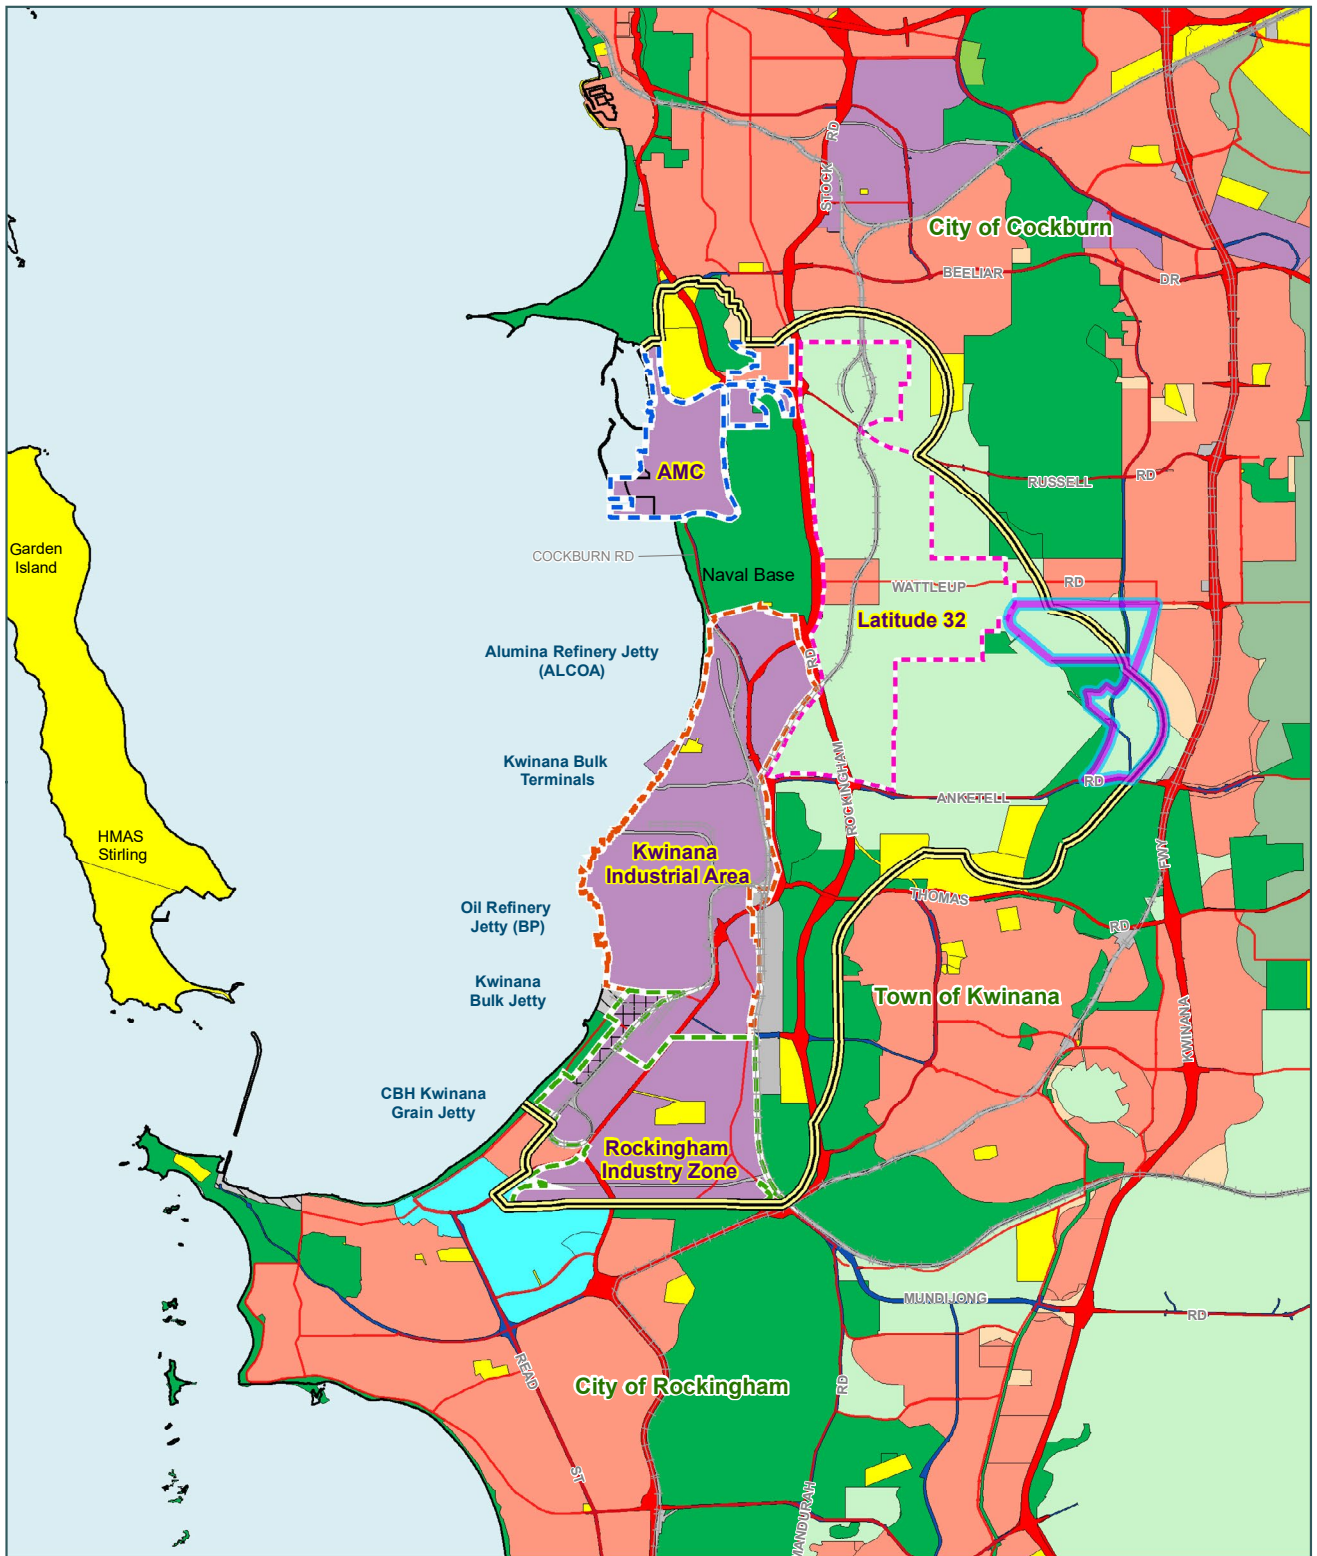 STOCK
RD
City of Cockburn
BEELIAR
DR
AMC
RUSSELL
RD
Garden
Island
COCKBURN RD
Naval Base
WATTLEUP
RD
Latitude 32
Alumina Refinery Jetty
(ALCOA)
RD
Kwinana Bulk
Terminals
ROCKINGHAM
ANKETELL
RD
HMAS
Stirling
Kwinana
Industrial Area
FWY
THOMAS
RD
Oil Refinery
Jetty (BP)
Kwinana
Bulk Jetty
Town of Kwinana
KWINANA
CBH Kwinana
Grain Jetty
Rockingham
Industry Zone
MUNDIJONG
RD
READ
ST
City of Rockingham
RD
MANDURAH